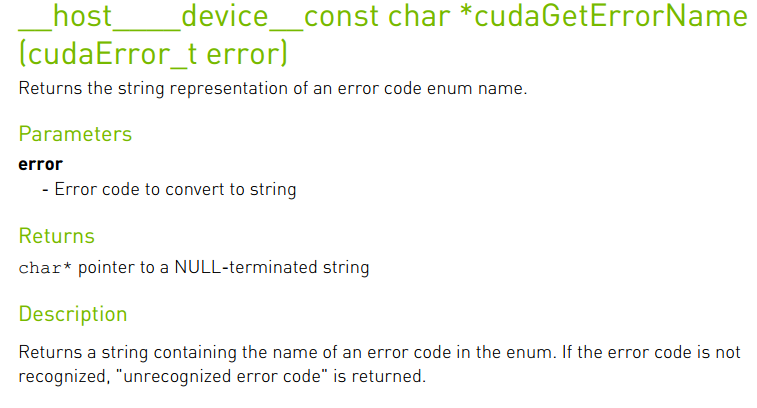 __host____device__const char *cudaGetErrorName
(cudaError_t error)
Returns the string representation of an error code enum name.
Parameters
error
- Error code to convert to string
Returns
char* pointer to a NULL-terminated string
Description
Returns a string containing the name of an error code in the enum. If the error code is not
recognized, "unrecognized error code" is returned.